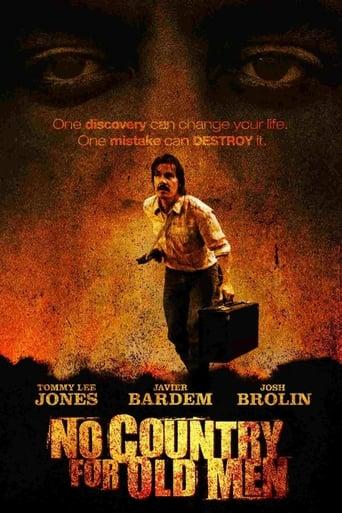 One discovery can change your life.
One mistake can DESTROY it.
TOMMY LEE JONES
JAVIER BARDEM
JOSH BROLIN
NO COUNTRY
FOR OLD MEN